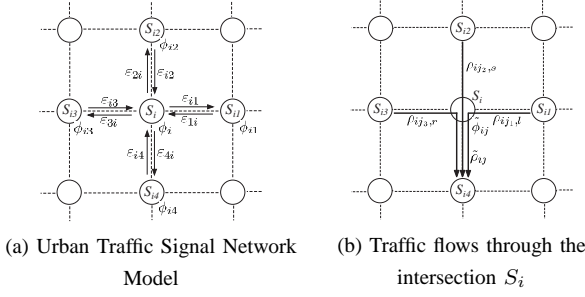 S_{i2}
ϕ_{i2}
ε_{2i} ε_{i2}
ε_{i3} ε_{i1}
S_{i3} S_i S_{i1}
ε_{3i} ε_{1i}
ϕ_{i3} ϕ_i ϕ_{i1}
ε_{i4} ε_{4i}
S_{i4}
ϕ_{i4}
(a) Urban Traffic Signal Network
Model
S_{i2}
ρ_{ij_2,s}
S_i
S_{i3} S_{i1}
ρ_{ij_3,r} ϕ̃_{ij} ρ_{ij_1,l}
ρ̃_{ij}
S_{i4}
(b) Traffic flows through the
intersection S_i